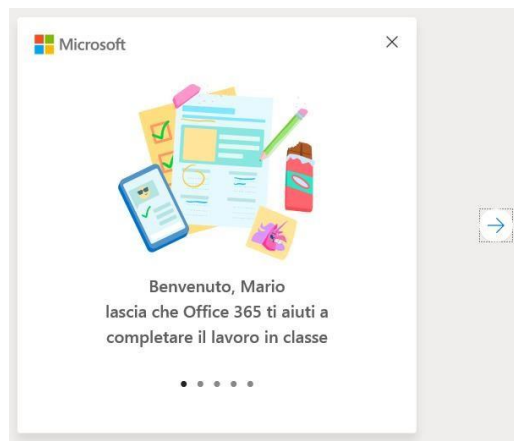 Microsoft
Benvenuto, Mario
lascia che Office 365 ti aiuti a
completare il lavoro in classe